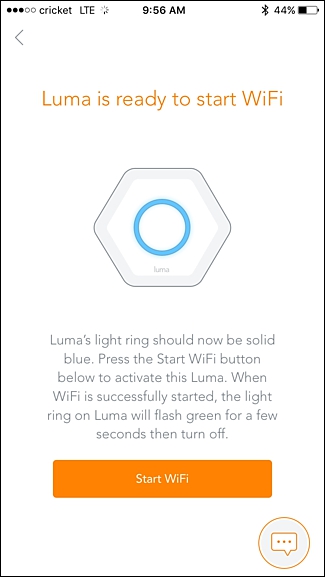 cricket LTE 9:56 AM 44%
Luma is ready to start WiFi
luma
Luma's light ring should now be solid
blue. Press the Start WiFi button
below to activate this Luma. When
WiFi is successfully started, the light
ring on Luma will flash green for a few
seconds then turn off.
Start WiFi